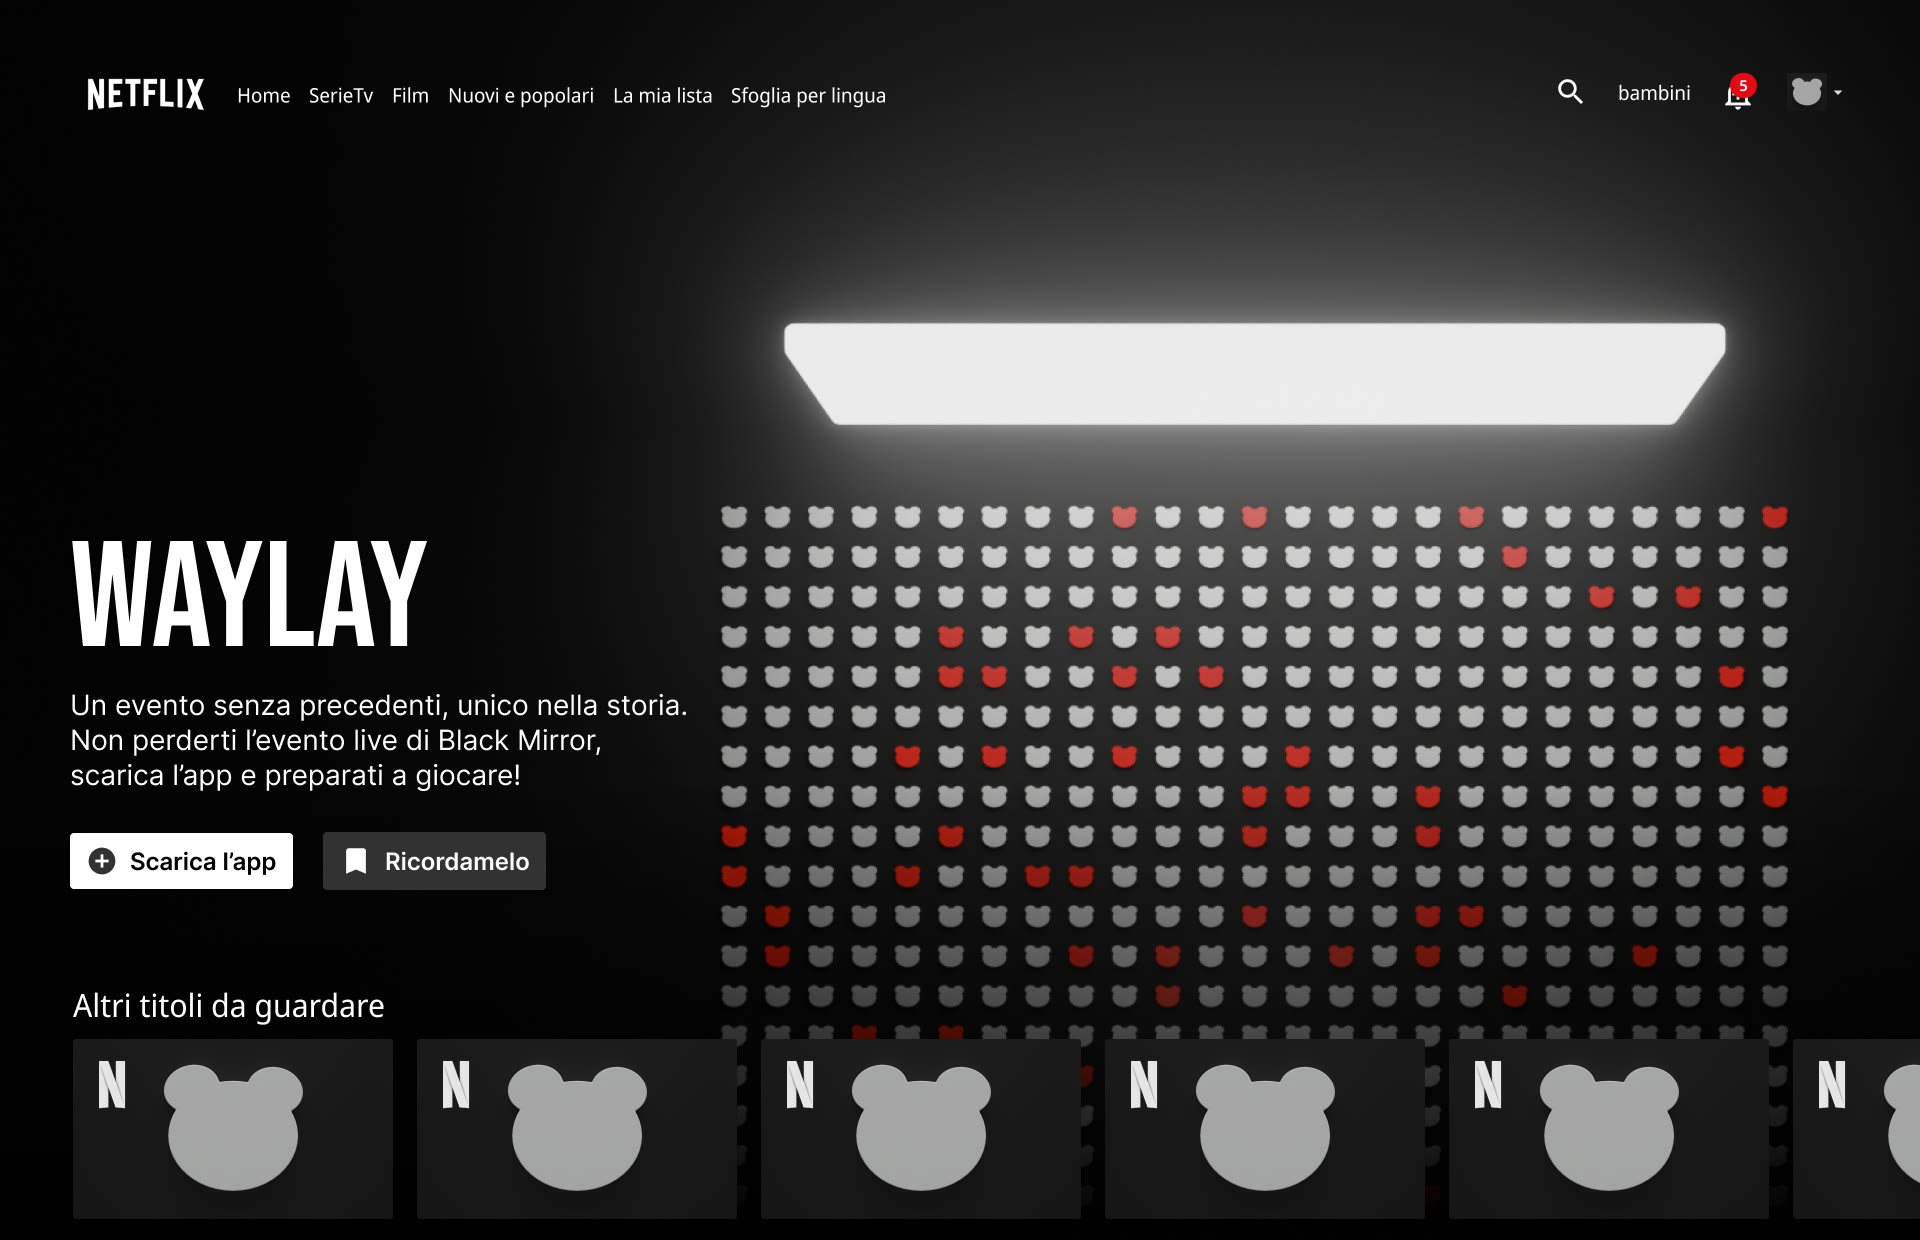 NETFLIX Home SerieTv Film Nuovi e popolari La mia lista Sfoglia per lingua bambini 5
WAYLAY
Un evento senza precedenti, unico nella storia.
Non perderti l’evento live di Black Mirror,
scarica l’app e preparati a giocare!
Scarica l’app Ricordamelo
Altri titoli da guardare
N N N N N N